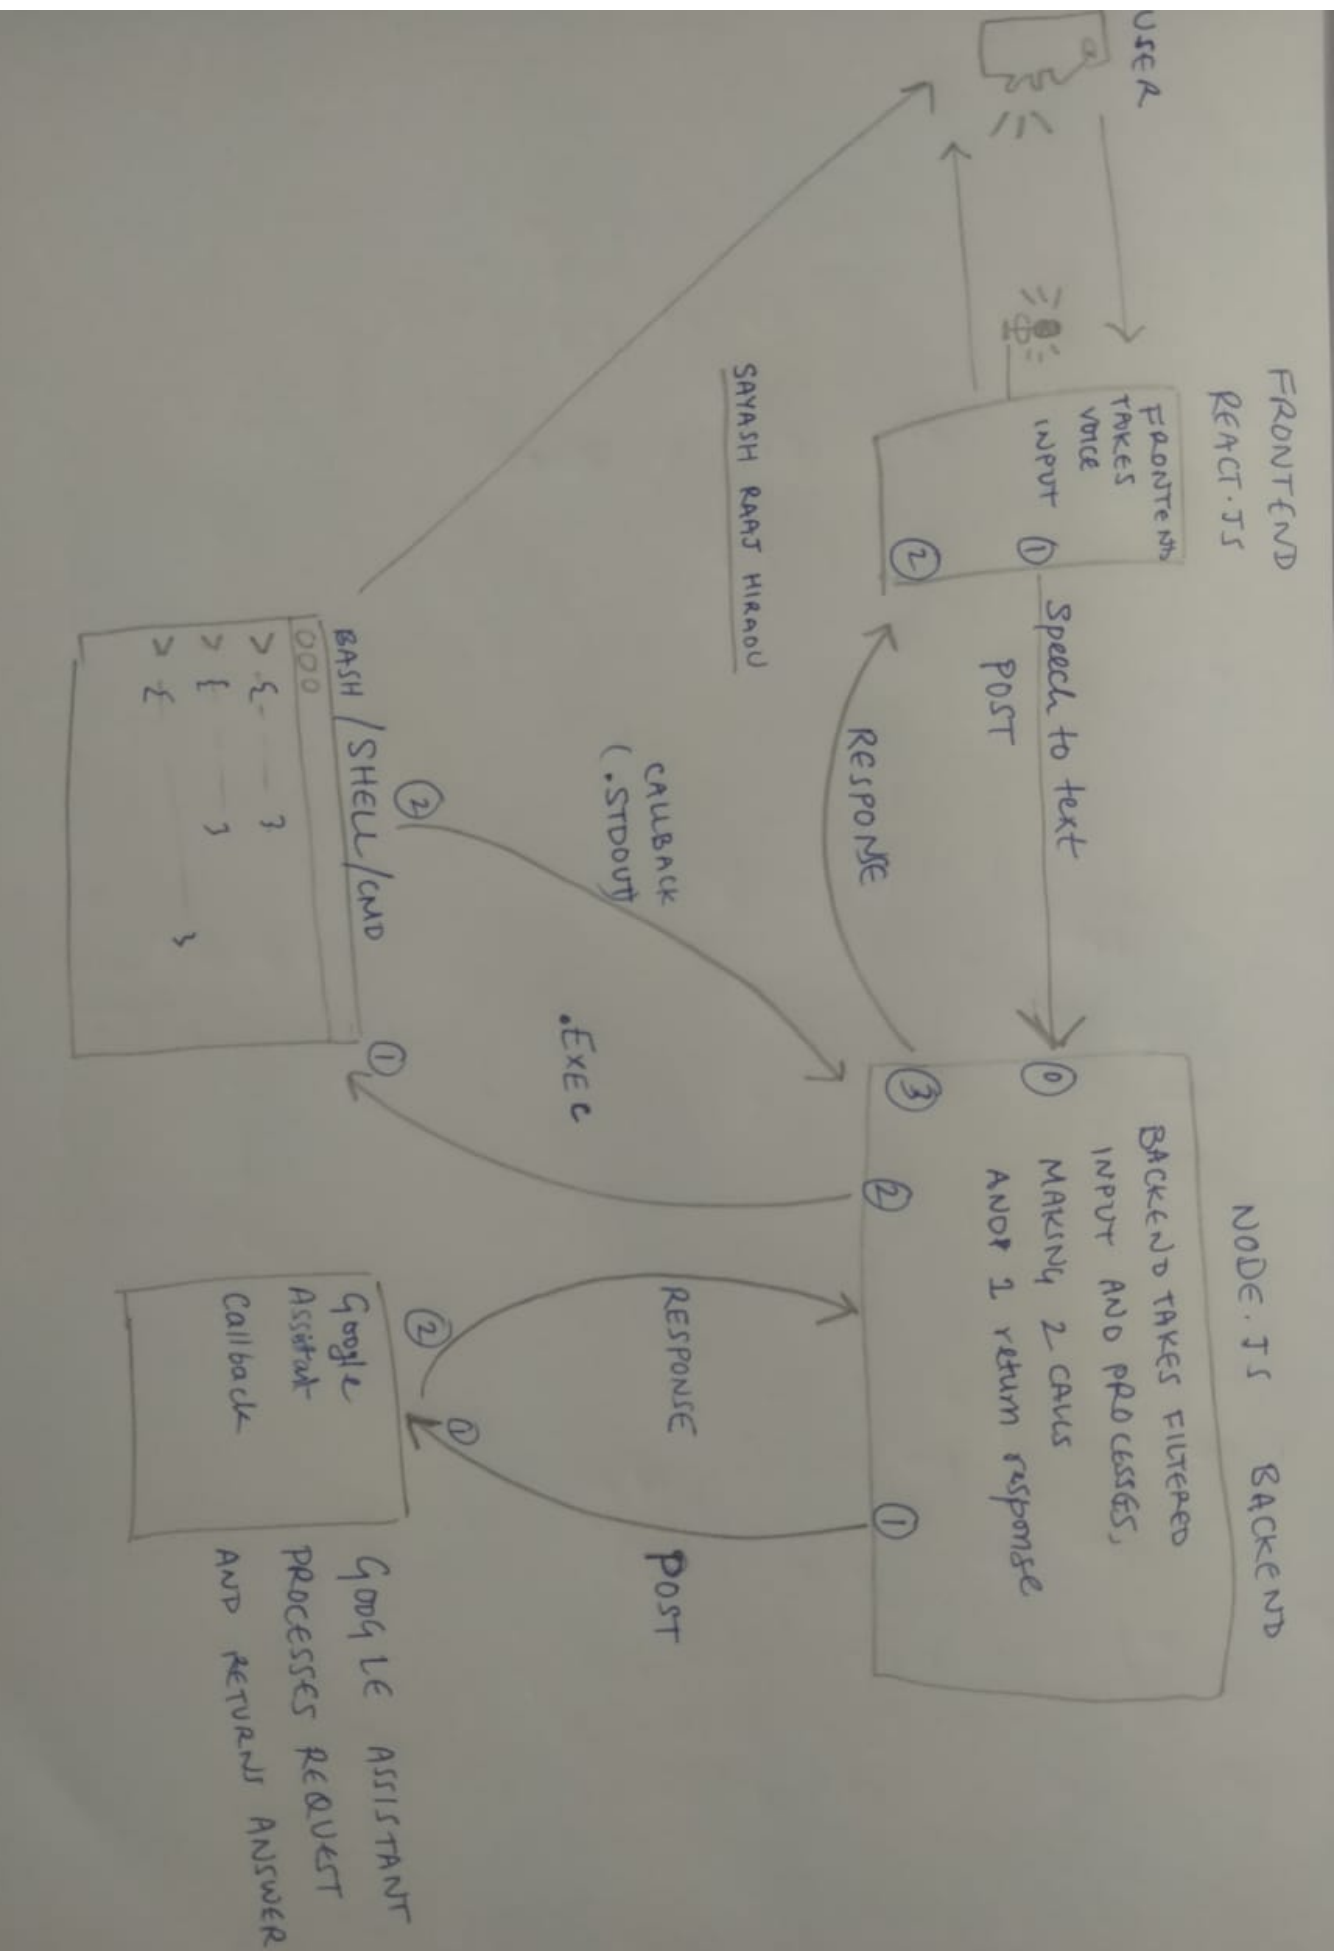 USER
FRONTEND
REACT.JS
FRONTEND
TAKES
VOICE
INPUT ①
②
Speech to text
POST
RESPONSE
NODE.JS BACKEND
BACKEND TAKES FILTERED
INPUT AND PROCESSES,
⓪ MAKING 2 CALLS
AND 1 return response
③
②
①
SAYASH RAAJ HIRAOU
CALLBACK
(.STDOUT)
.EXEC
RESPONSE
POST
②
①
BASH/SHELL/CMD
> { }
> { }
> { }
②
①
Google
Assistant
Callback
GOOGLE ASSISTANT
PROCESSES REQUEST
AND RETURNS ANSWER